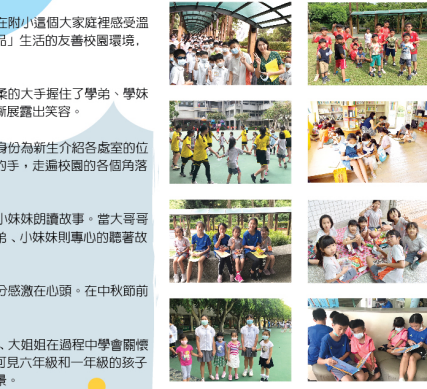 在附小這個大家庭裡感受溫
品」生活的友善校園環境,
柔的大手握住了學弟、學妹
漸展露出笑容。
身份為新生介紹各處室的位
的手,走遍校園的各個角落
小妹妹朗讀故事。當大哥哥
弟、小妹妹則專心的聽著故
分感激在心頭。在中秋節前
、大姐姐在過程中學會關懷
可見六年級和一年級的孩子
景。